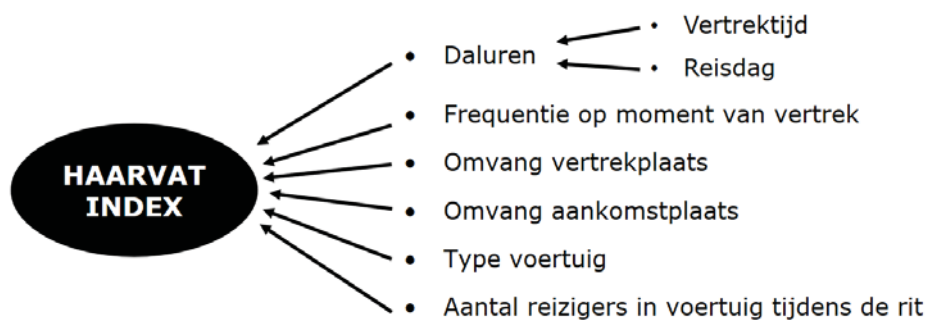 • Vertrektijd
• Daluren
• Reisdag
• Frequentie op moment van vertrek
• Omvang vertrekplaats
HAARVAT
INDEX
• Omvang aankomstplaats
• Type voertuig
• Aantal reizigers in voertuig tijdens de rit